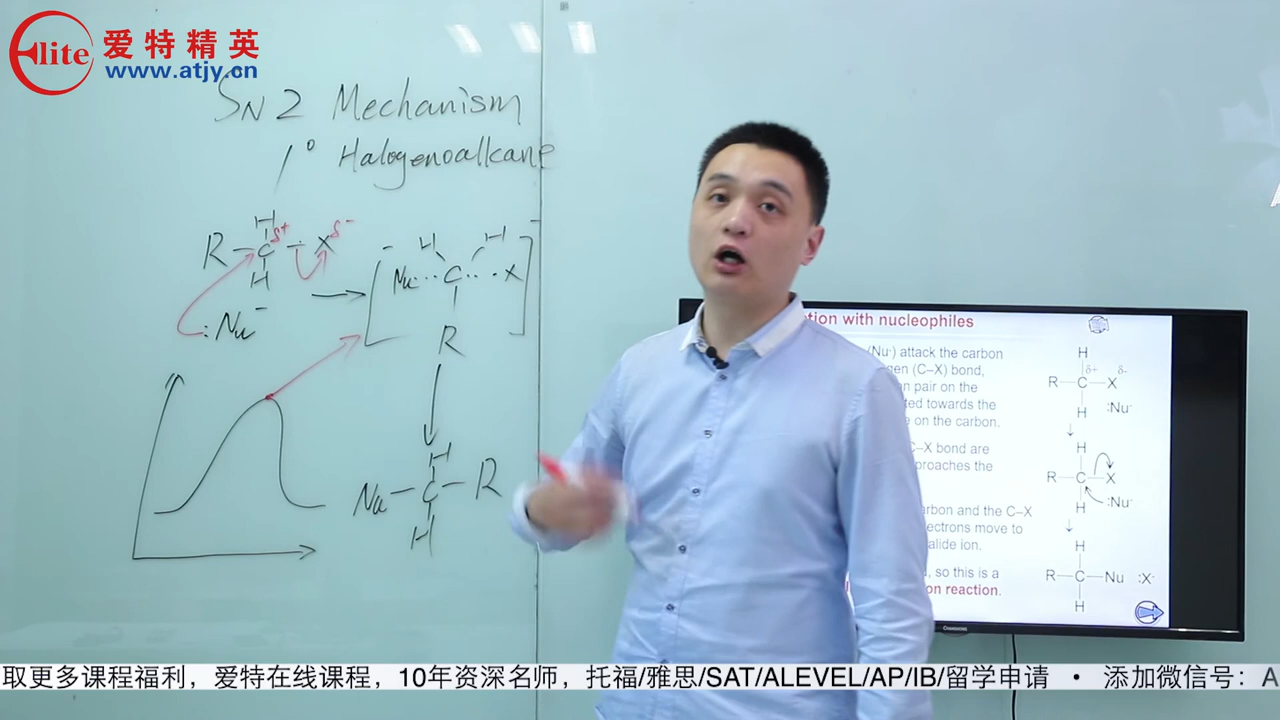 Elite 爱特精英
www.atjy.cn
SN2 Mechanism
1° Halogenoalkane
H
R–C–X
δ+ δ-
H
:Nu-
H H
Nu···C···X
R
-
H
Nu–C–R
H
tion with nucleophiles
(Nu-) attack the carbon
gen (C–X) bond,
n pair on the
ted towards the
e on the carbon.
C–X bond are
proaches the
arbon and the C–X
ectrons move to
alide ion.
, so this is a
on reaction.
H
δ+ δ-
R–C–X
H :Nu-
↓
H
R–C–X
H :Nu-
↓
H
R–C–Nu :X-
H
CHANGHONG
取更多课程福利，爱特在线课程，10年资深名师，托福/雅思/SAT/ALEVEL/AP/IB/留学申请 • 添加微信号：A